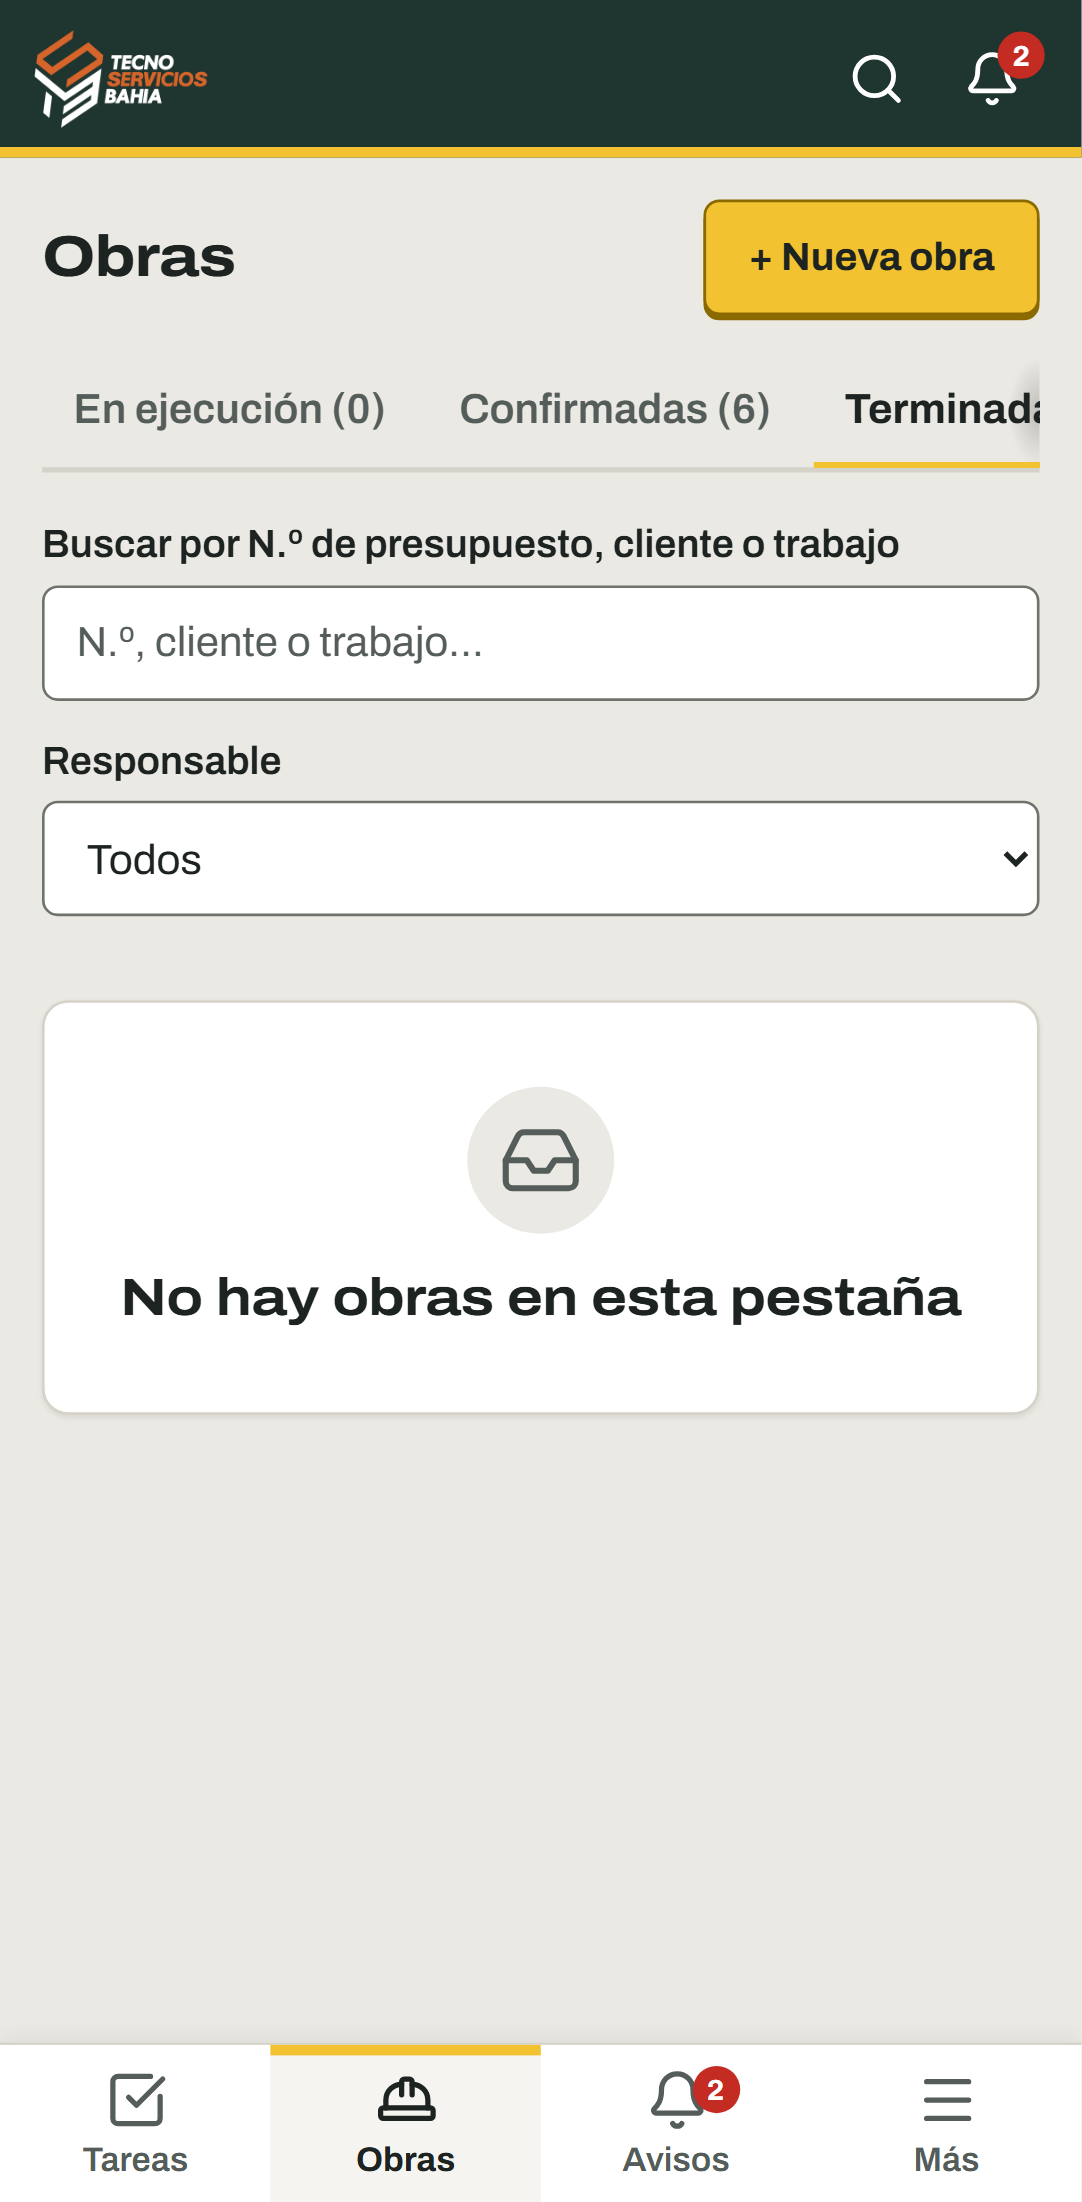 TECNO
SERVICIOS
BAHIA
2
Obras
+ Nueva obra
En ejecución (0)
Confirmadas (6)
Terminada
Buscar por N.º de presupuesto, cliente o trabajo
N.º, cliente o trabajo...
Responsable
Todos
No hay obras en esta pestaña
2
Tareas
Obras
Avisos
Más